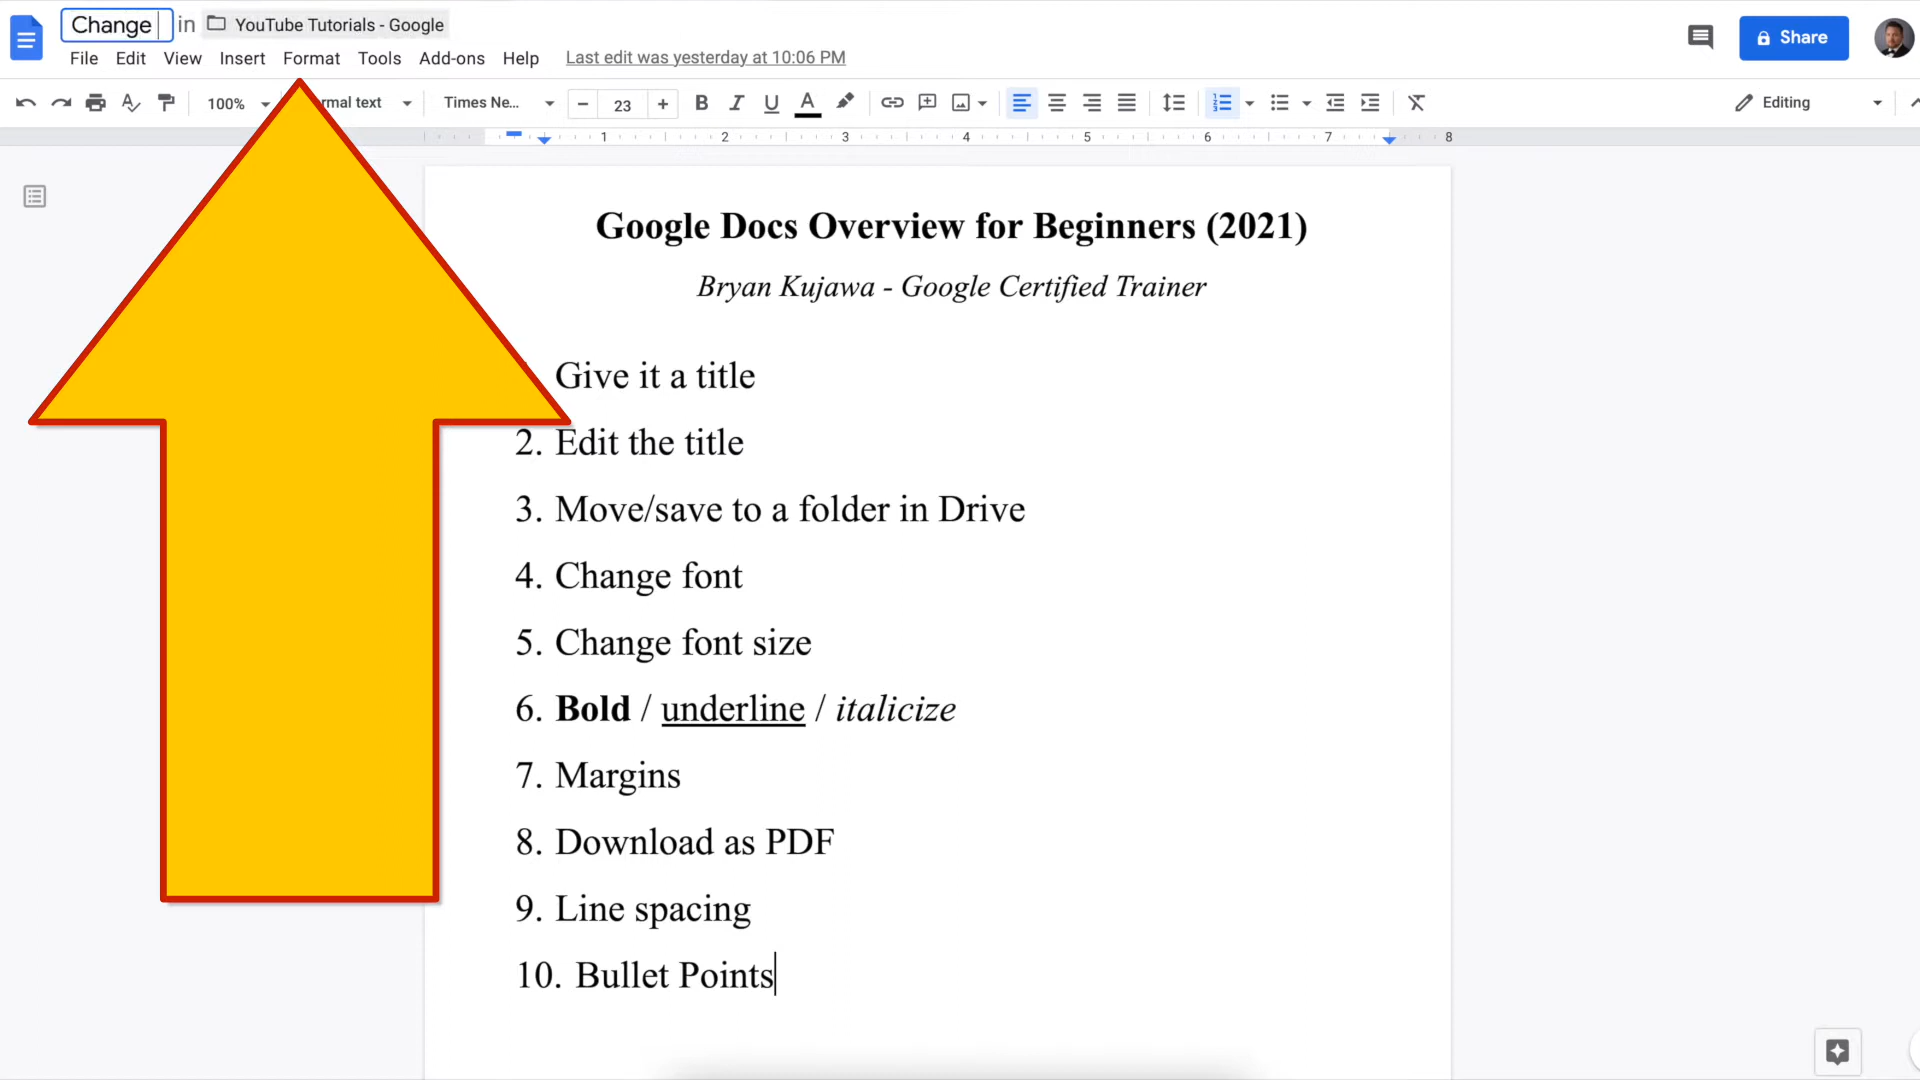 Change in YouTube Tutorials - Google
Share
File Edit View Insert Format Tools Add-ons Help Last edit was yesterday at 10:06 PM
100% rmal text Times Ne... 23 B I U A Editing
1 2 3 4 5 6 7 8
Google Docs Overview for Beginners (2021)
Bryan Kujawa - Google Certified Trainer
Give it a title
2. Edit the title
3. Move/save to a folder in Drive
4. Change font
5. Change font size
6. Bold / underline / italicize
7. Margins
8. Download as PDF
9. Line spacing
10. Bullet Points